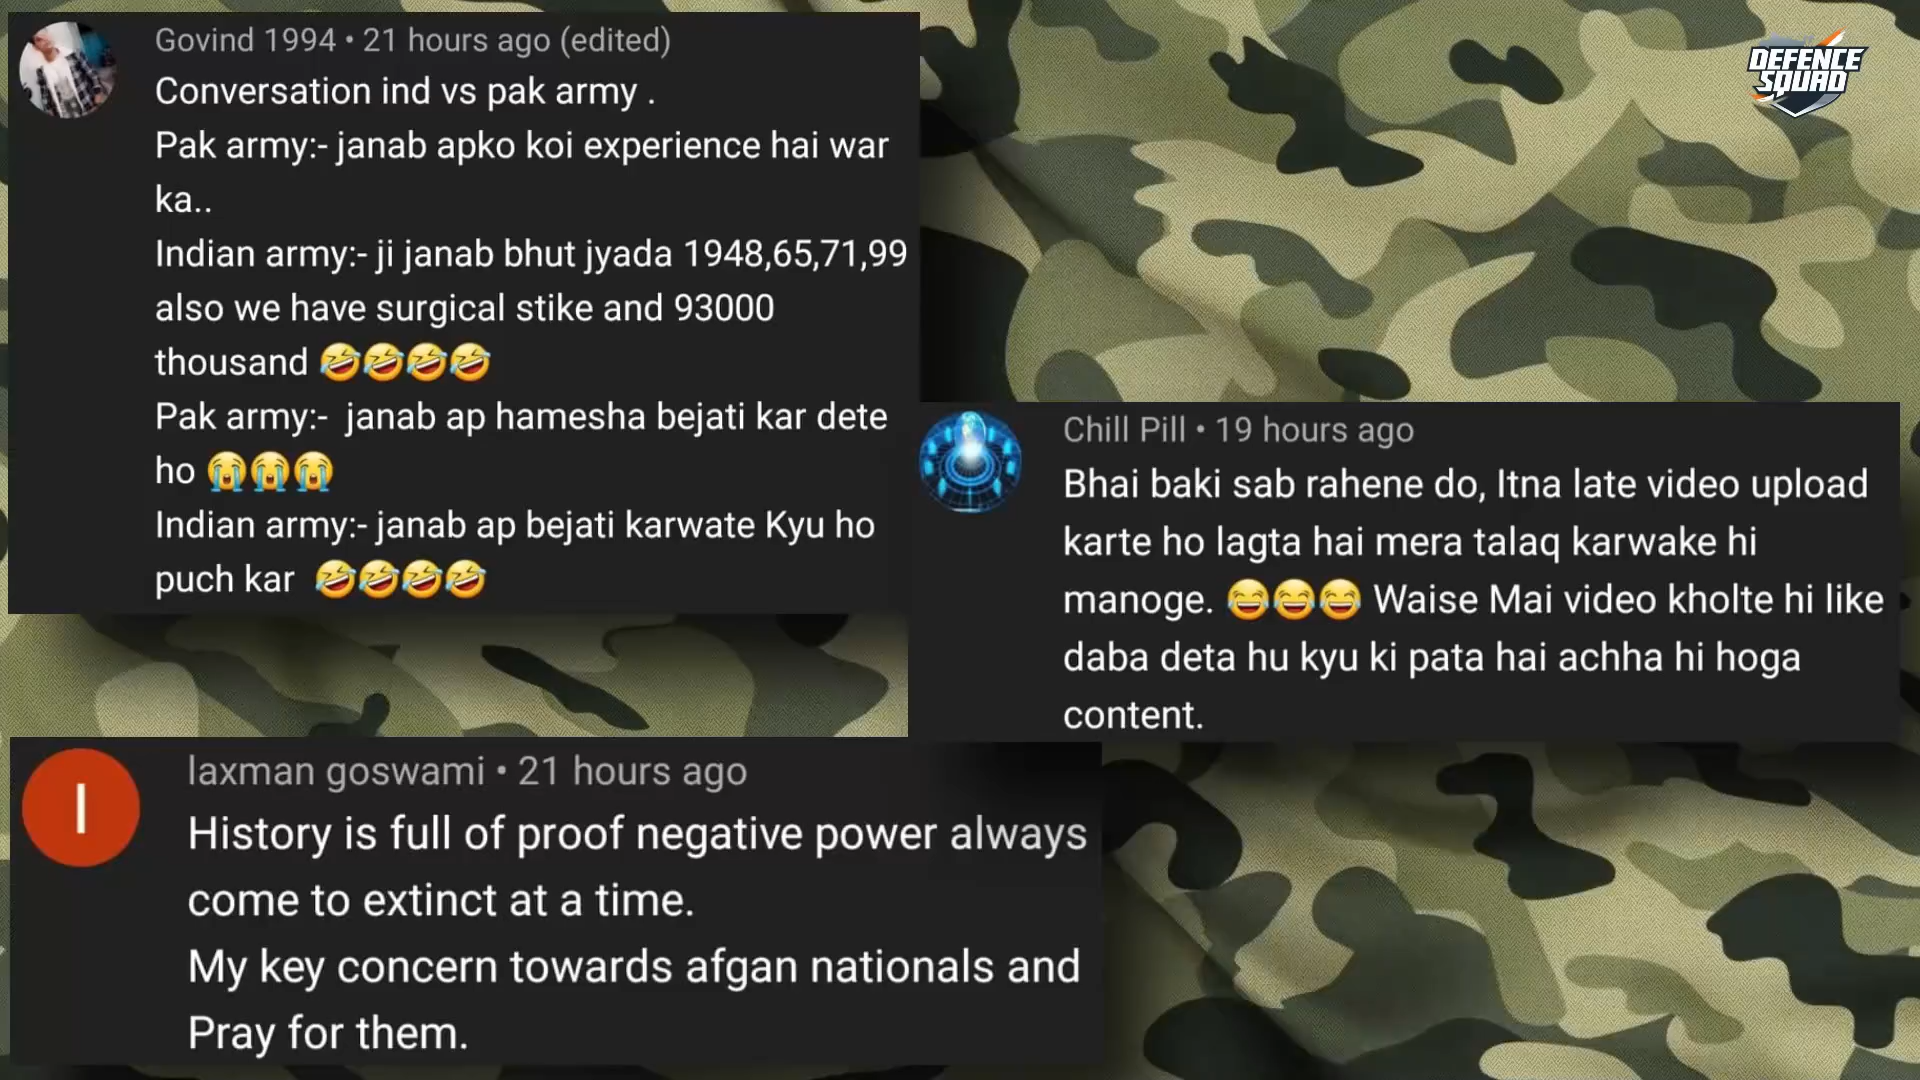 Govind 1994 • 21 hours ago (edited)
Conversation ind vs pak army .
Pak army:- janab apko koi experience hai war
ka..
Indian army:- ji janab bhut jyada 1948,65,71,99
also we have surgical stike and 93000
thousand 🤣🤣🤣🤣
Pak army:- janab ap hamesha bejati kar dete
ho 😭😭😭
Indian army:- janab ap bejati karwate Kyu ho
puch kar 🤣🤣🤣🤣
DEFENCE
SQUAD
Chill Pill • 19 hours ago
Bhai baki sab rahene do, Itna late video upload
karte ho lagta hai mera talaq karwake hi
manoge. 😂😂😂 Waise Mai video kholte hi like
daba deta hu kyu ki pata hai achha hi hoga
content.
l
laxman goswami • 21 hours ago
History is full of proof negative power always
come to extinct at a time.
My key concern towards afgan nationals and
Pray for them.